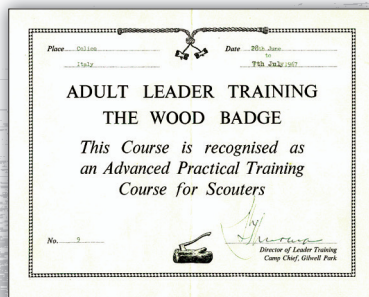 Place Colico Date 28th June
to
Italy 7th July 1967
ADULT LEADER TRAINING
THE WOOD BADGE
This Course is recognised as
an Advanced Practical Training
Course for Scouters
No. 9
Director of Leader Training
Camp Chief, Gilwell Park